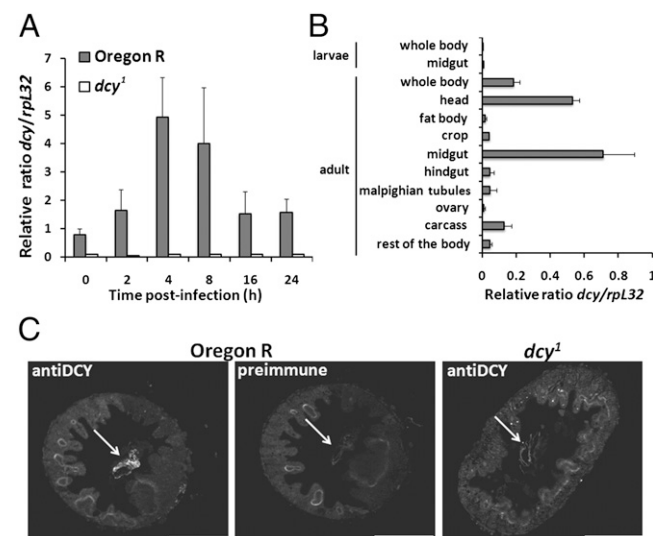 A
Relative ratio dcy/rpL32
7
6
5
4
3
2
1
0
Oregon R
dcy¹
0 2 4 8 16 24
Time post-infection (h)
B
larvae
whole body
midgut
adult
whole body
head
fat body
crop
midgut
hindgut
malpighian tubules
ovary
carcass
rest of the body
0 0.2 0.4 0.6 0.8 1
Relative ratio dcy/rpL32
C
Oregon R dcy¹
antiDCY preimmune antiDCY